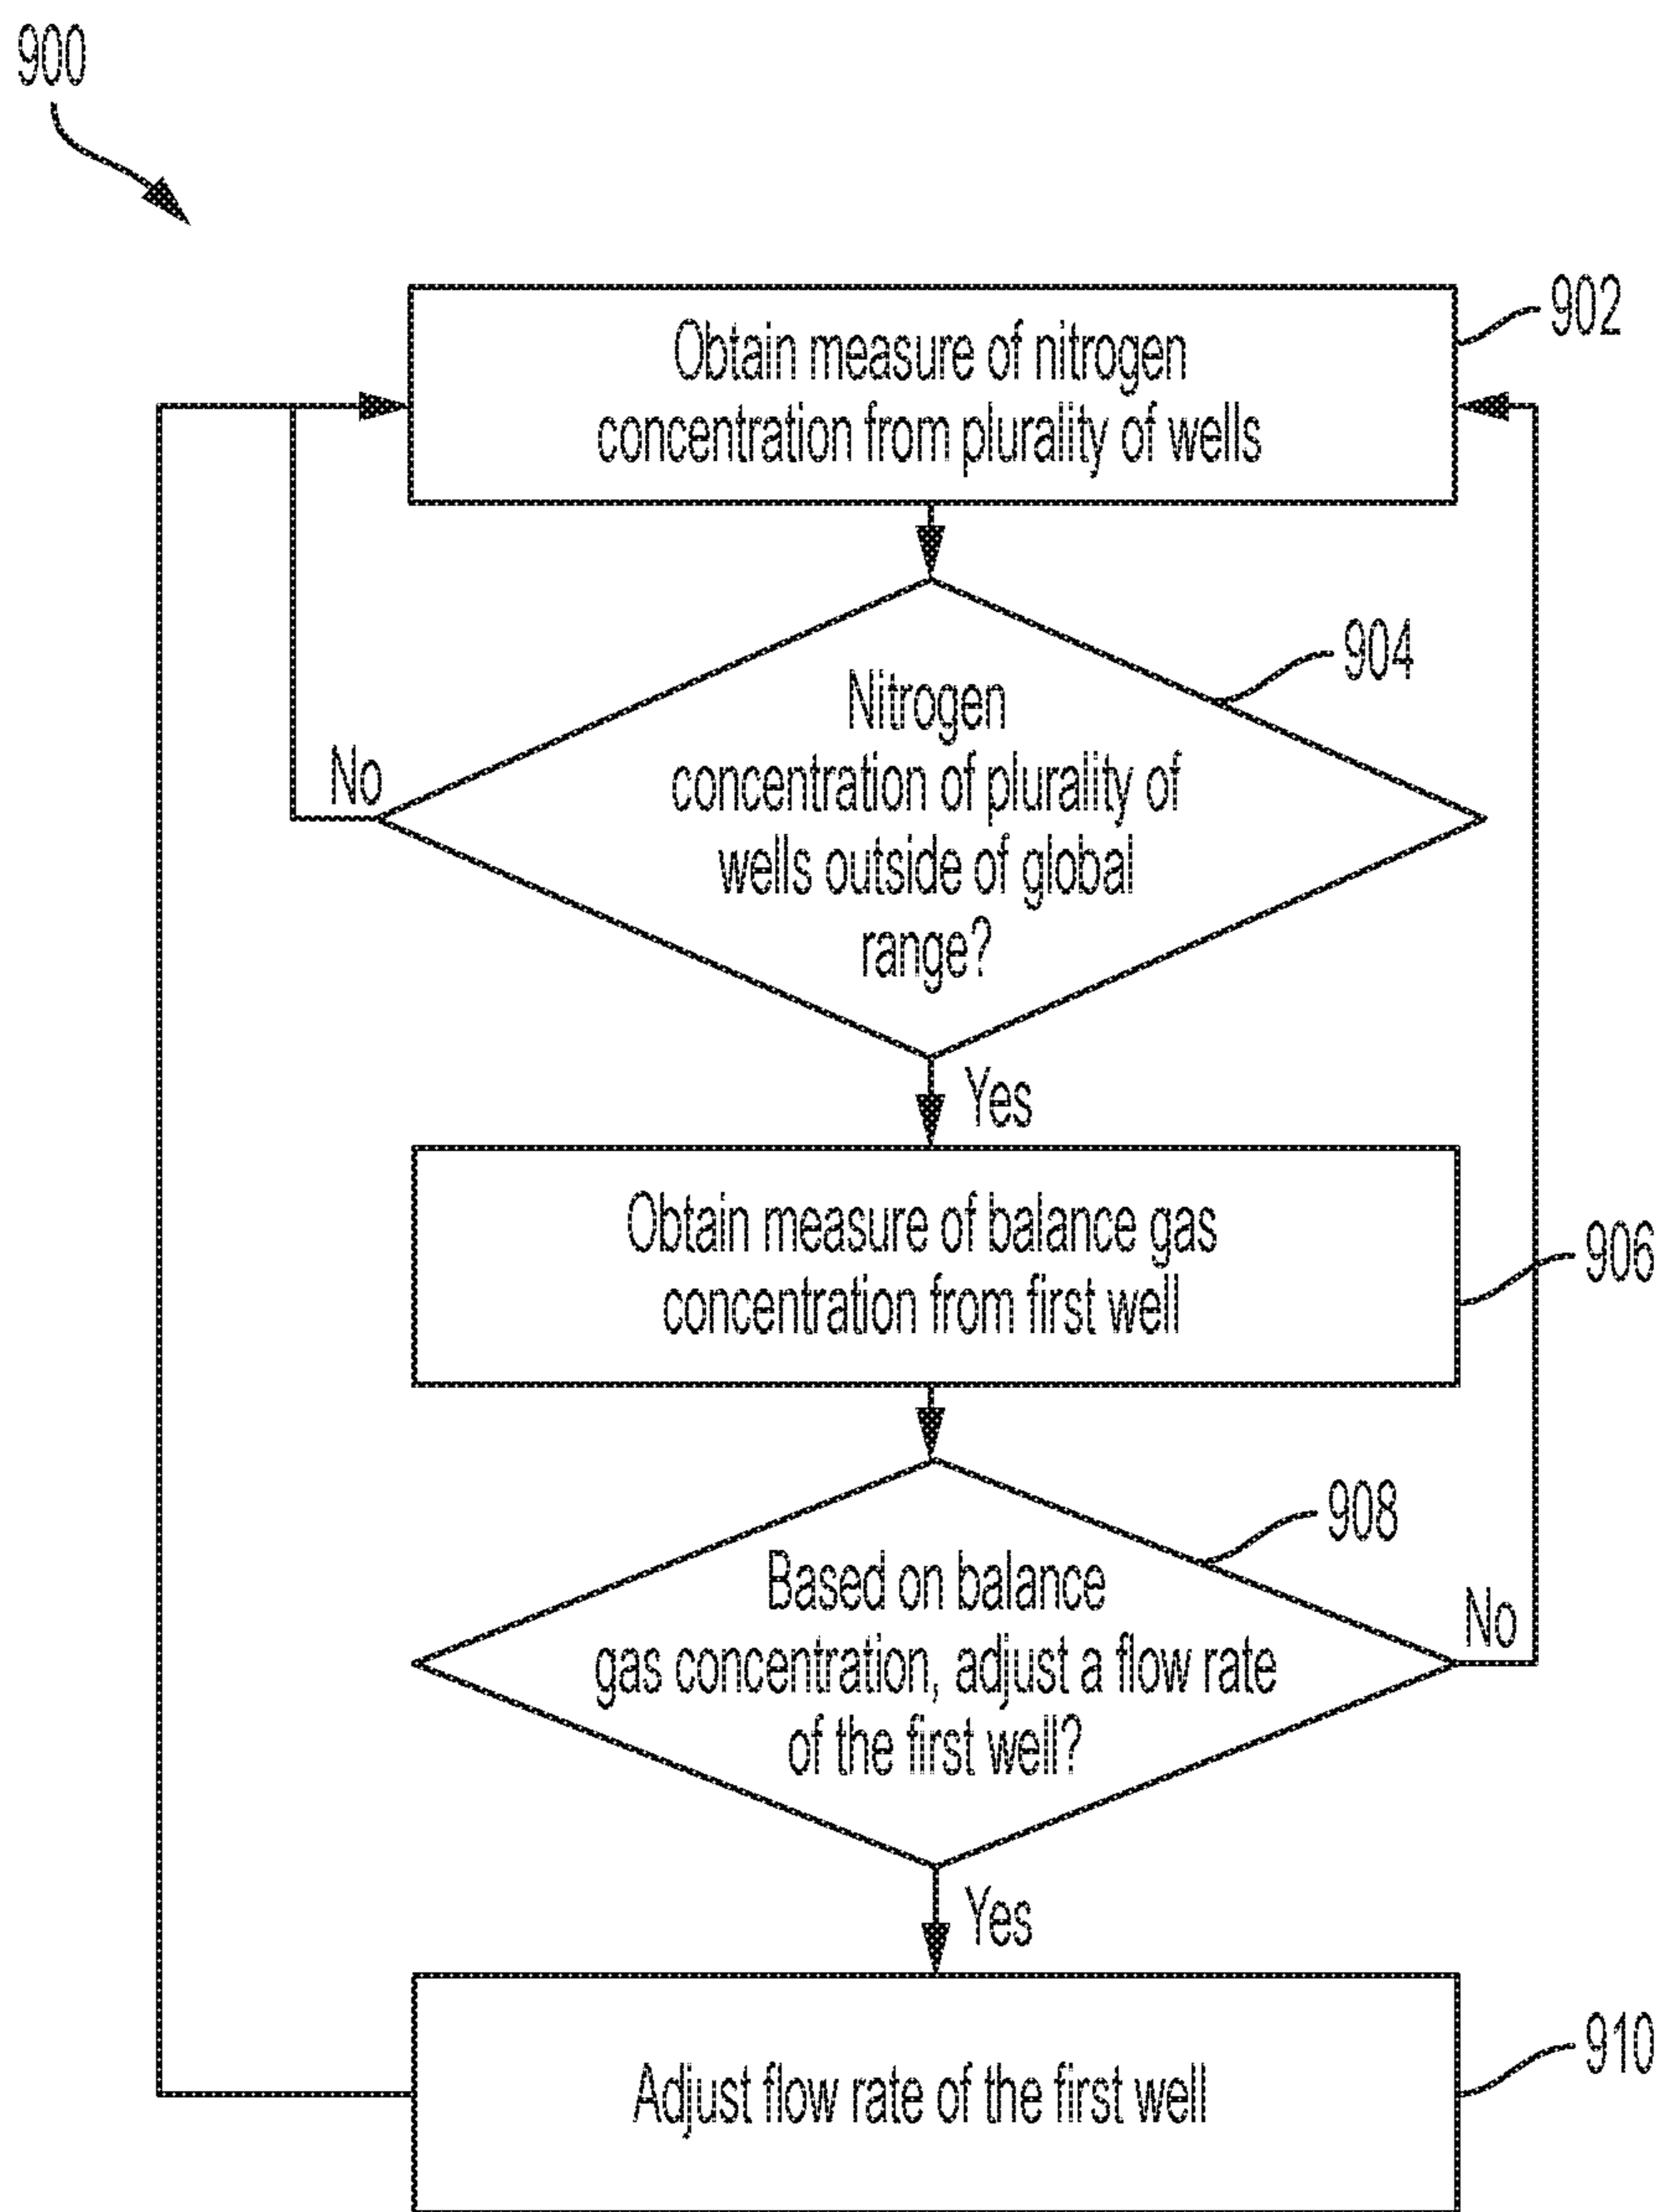 900
902
Obtain measure of nitrogen
concentration from plurality of wells
904
Nitrogen
concentration of plurality of
wells outside of global
range?
No
Yes
Obtain measure of balance gas
concentration from first well
906
908
Based on balance
gas concentration, adjust a flow rate
of the first well?
No
Yes
Adjust flow rate of the first well
910